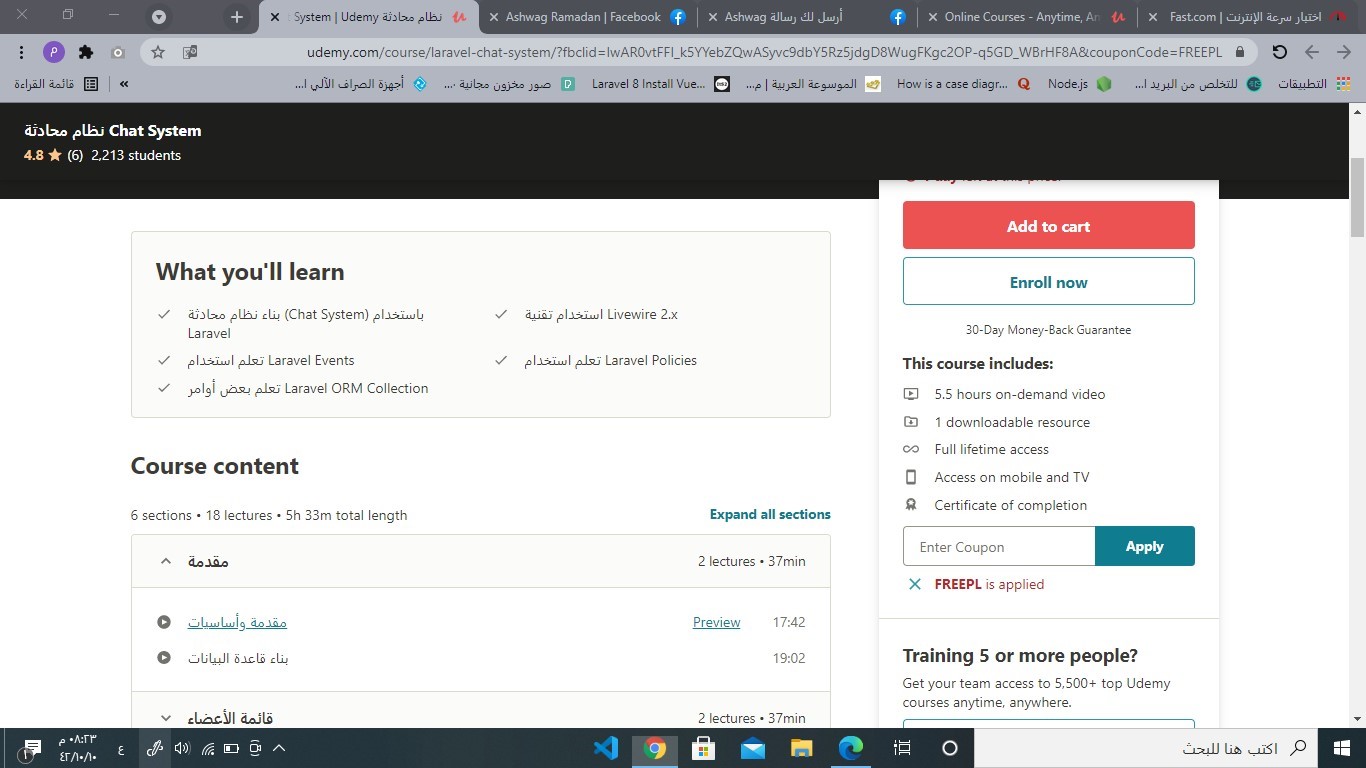 نظام محادثة System | Udemy
Ashwag Ramadan | Facebook
أرسل لك رسالة Ashwag
Online Courses - Anytime, An
اختبار سرعة الإنترنت | Fast.com
udemy.com/course/laravel-chat-system/?fbclid=IwAR0vtFFI_k5YYebZQwASyvc9dbY5Rz5jdgD8WugFKgc2OP-q5GD_WBrHF8A&couponCode=FREEPL
قائمة القراءة
أجهزة الصراف الآلي ا...
صور مخزون مجانية ...
Laravel 8 Install Vue...
الموسوعة العربية | م...
How is a case diagr...
Node.js
للتخلص من البريد ا...
التطبيقات
نظام محادثة Chat System
4.8 (6) 2,213 students
What you'll learn
بناء نظام محادثة (Chat System) باستخدام
Laravel
استخدام تقنية Livewire 2.x
تعلم استخدام Laravel Events
تعلم استخدام Laravel Policies
تعلم بعض أوامر Laravel ORM Collection
Course content
6 sections • 18 lectures • 5h 33m total length
Expand all sections
مقدمة
2 lectures • 37min
مقدمة وأساسيات
Preview
17:42
بناء قاعدة البيانات
19:02
قائمة الأعضاء
2 lectures • 37min
1 day left at this price!
Add to cart
Enroll now
30-Day Money-Back Guarantee
This course includes:
5.5 hours on-demand video
1 downloadable resource
Full lifetime access
Access on mobile and TV
Certificate of completion
Enter Coupon
Apply
FREEPL is applied
Training 5 or more people?
Get your team access to 5,500+ top Udemy
courses anytime, anywhere.
٠٨:٢٣ م
٤٢/١٠/١٠
ع
اكتب هنا للبحث